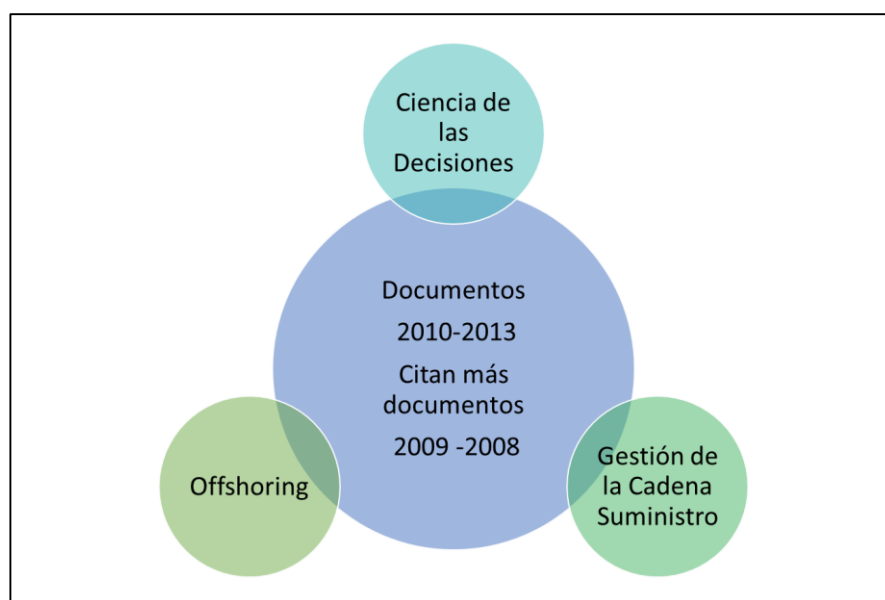 Ciencia de
las
Decisiones
Documentos
2010-2013
Citan más
documentos
2009 -2008
Offshoring
Gestión de
la Cadena
Suministro